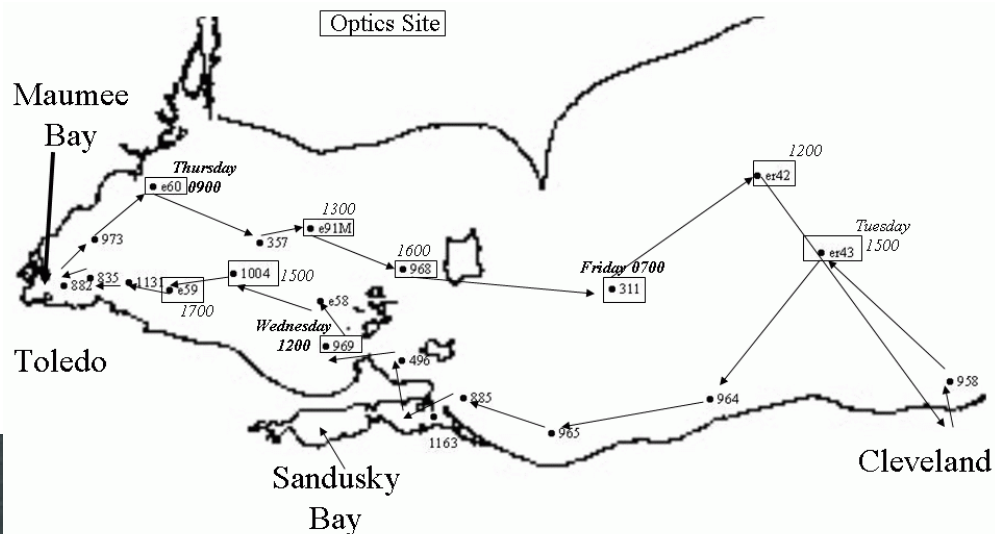 Optics Site
Maumee
Bay
Thursday
0900
e60
1200
er42
1300
e91M
Tuesday
1500
er43
973
357
1600
968
Friday 0700
311
835
882
1131
e59
1700
1004
1500
e58
Wednesday
1200
969
496
Toledo
958
885
964
1163
965
Cleveland
Sandusky
Bay